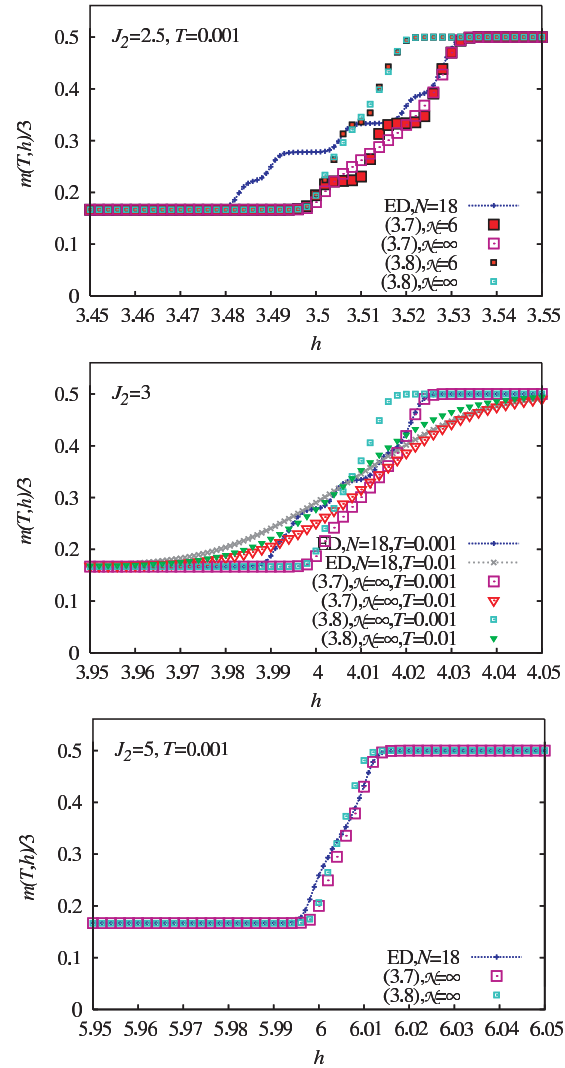 J2=2.5, T=0.001
m(T,h)/3
0.5
0.4
0.3
0.2
0.1
0
ED,N=18
(3.7),𝒩=6
(3.7),𝒩=∞
(3.8),𝒩=6
(3.8),𝒩=∞
3.45 3.46 3.47 3.48 3.49 3.5 3.51 3.52 3.53 3.54 3.55
h
J2=3
m(T,h)/3
0.5
0.4
0.3
0.2
0.1
0
ED,N=18,T=0.001
ED,N=18,T=0.01
(3.7),𝒩=∞,T=0.001
(3.7),𝒩=∞,T=0.01
(3.8),𝒩=∞,T=0.001
(3.8),𝒩=∞,T=0.01
3.95 3.96 3.97 3.98 3.99 4 4.01 4.02 4.03 4.04 4.05
h
J2=5, T=0.001
m(T,h)/3
0.5
0.4
0.3
0.2
0.1
0
ED,N=18
(3.7),𝒩=∞
(3.8),𝒩=∞
5.95 5.96 5.97 5.98 5.99 6 6.01 6.02 6.03 6.04 6.05
h